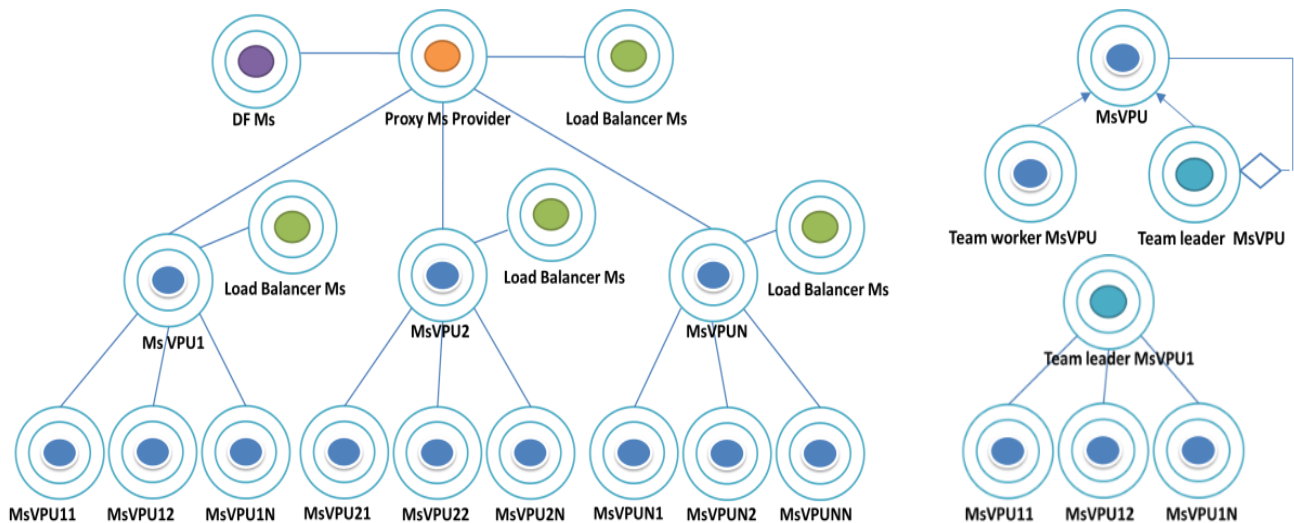 DF Ms
Proxy Ms Provider
Load Balancer Ms
Load Balancer Ms
Load Balancer Ms
Load Balancer Ms
Ms VPU1
MsVPU2
MsVPUN
MsVPU11
MsVPU12
MsVPU1N
MsVPU21
MsVPU22
MsVPU2N
MsVPUN1
MsVPUN2
MsVPUNN
MsVPU
Team worker MsVPU
Team leader MsVPU
Team leader MsVPU1
MsVPU11
MsVPU12
MsVPU1N